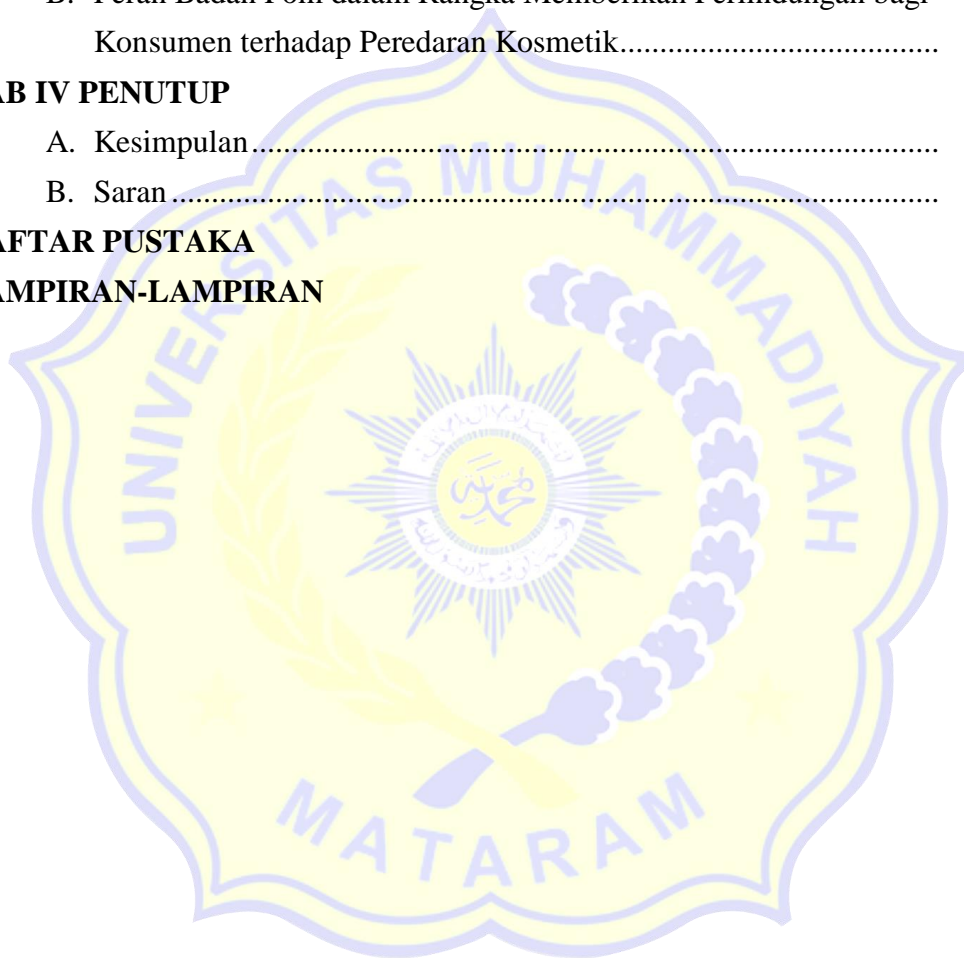 B. Peran Badan Pom dalam Rangka Memberikan Perlindungan bagi
Konsumen terhadap Peredaran Kosmetik.......................................
AB IV PENUTUP
A. Kesimpulan.....................................................................................
B. Saran...............................................................................................
AFTAR PUSTAKA
AMPIRAN-LAMPIRAN
UNIVERSITAS MUHAMMADIYAH
MATARAM